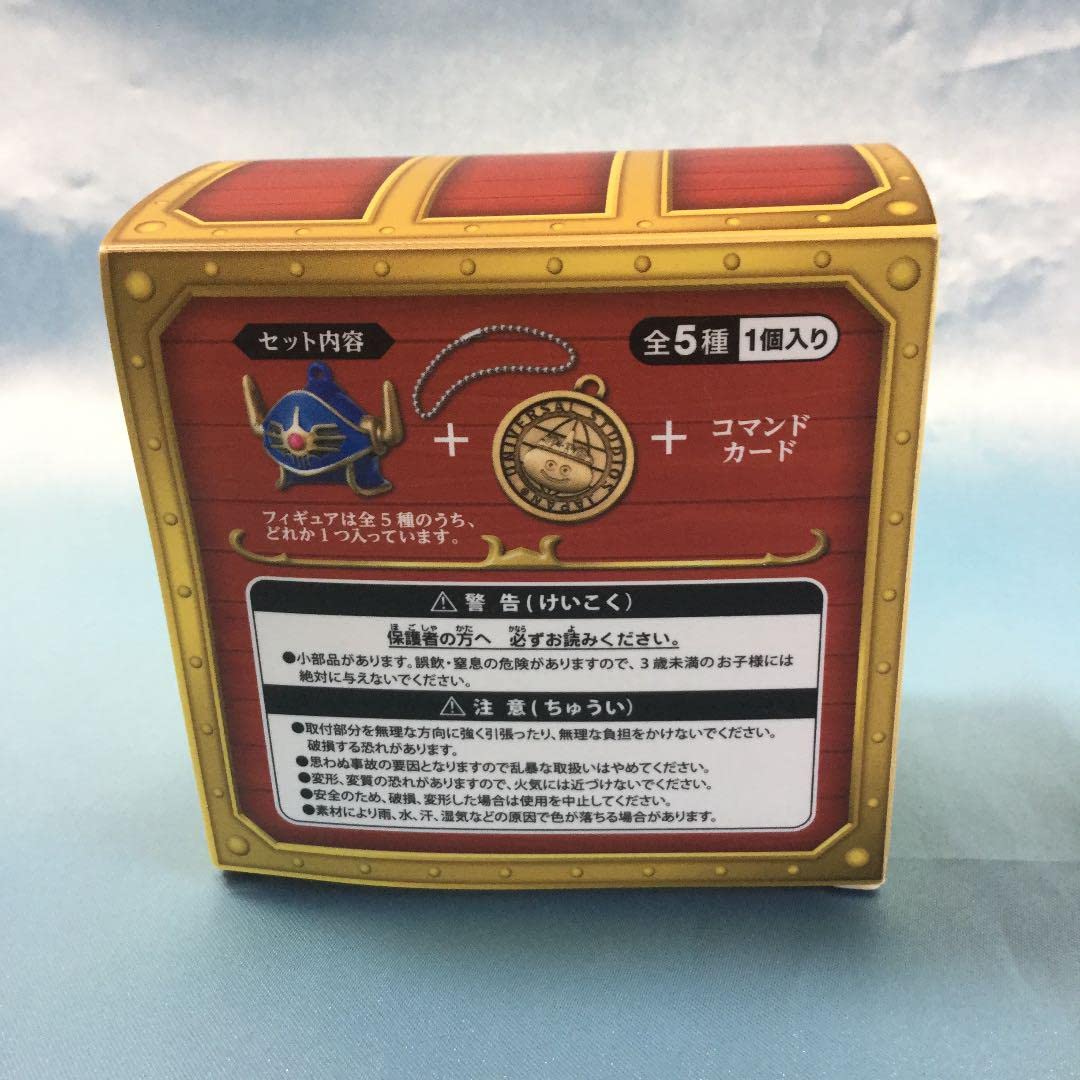 セット内容
全5種 1個入り
UNIVERSAL STUDIOS JAPAN®
+
+
コマンド
カード
フィギュアは全5種のうち、
どれか1つ入っています。
⚠警 告(けいこく)
ほごしゃ かた かなら よ
保護者の方へ 必ずお読みください。
●小部品があります。誤飲・窒息の危険がありますので、3歳未満のお子様には
絶対に与えないでください。
⚠注 意(ちゅうい)
●取付部分を無理な方向に強く引張ったり、無理な負担をかけないでください。
破損する恐れがあります。
●思わぬ事故の要因となりますので乱暴な取扱いはやめてください。
●変形、変質の恐れがありますので、火気には近づけないでください。
●安全のため、破損、変形した場合は使用を中止してください。
●素材により雨、水、汗、湿気などの原因で色が落ちる場合があります。